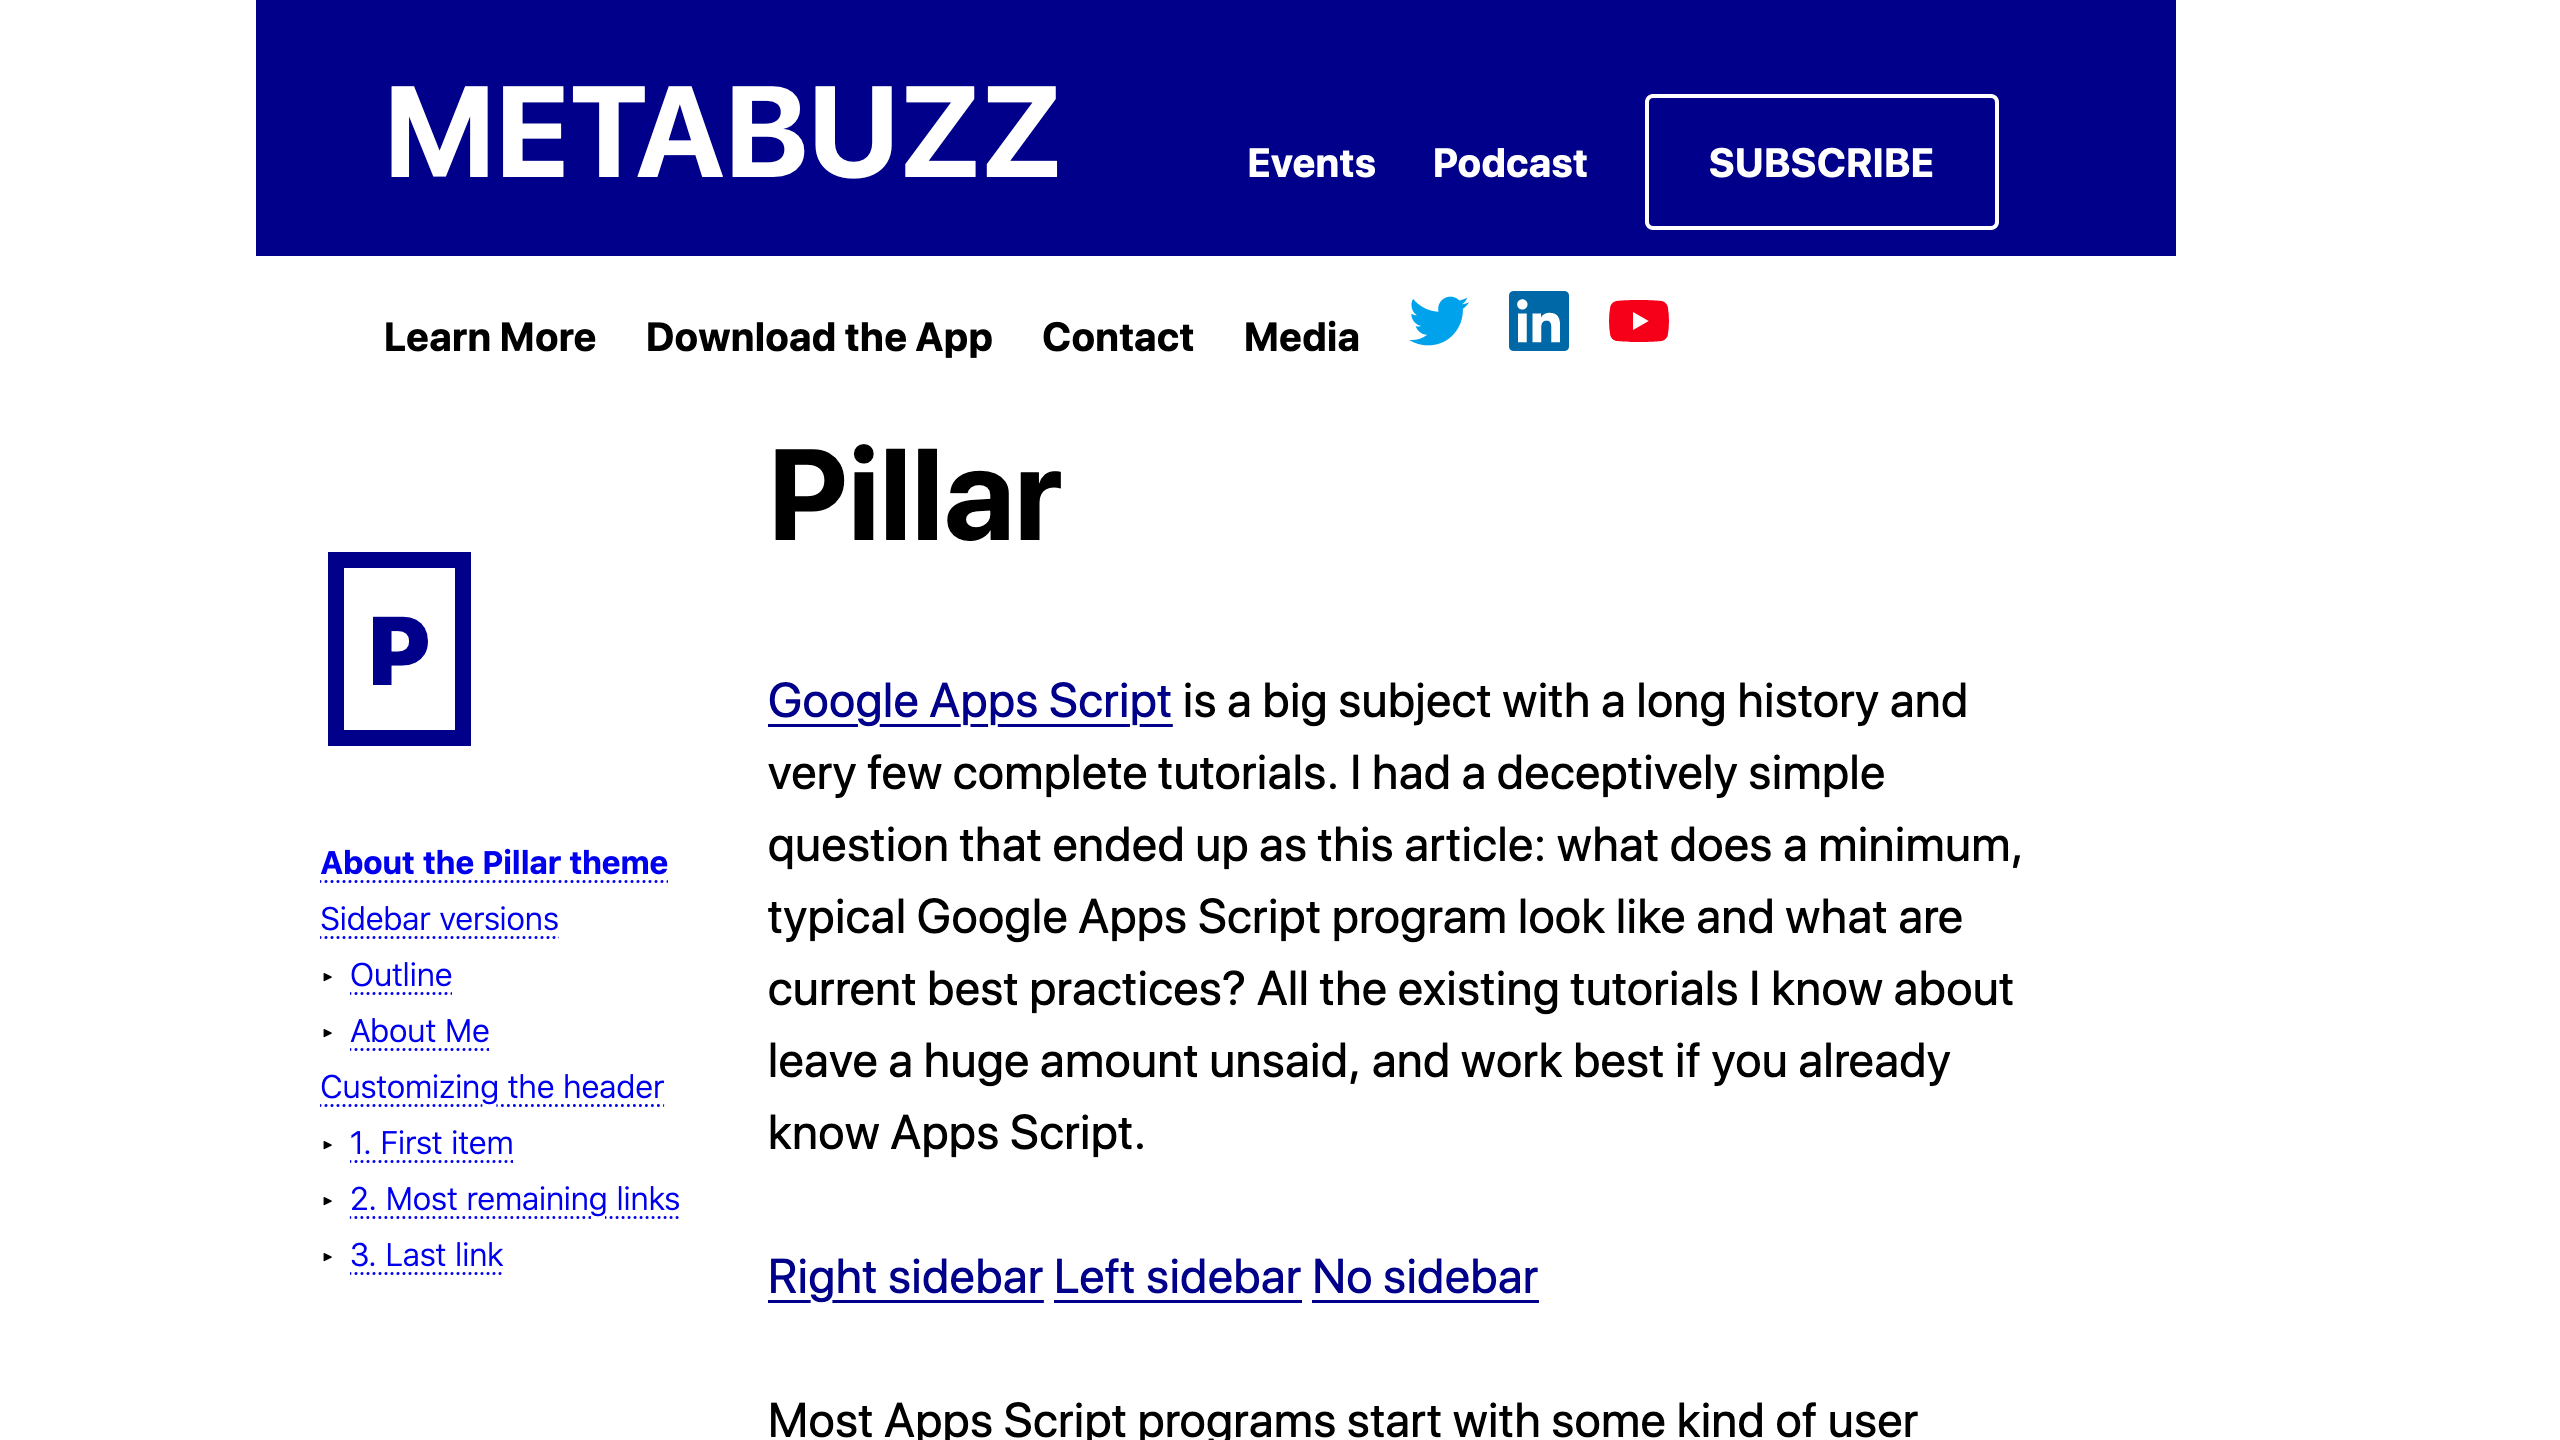 METABUZZ
Events Podcast SUBSCRIBE
Learn More Download the App Contact Media
in
Pillar
P
About the Pillar theme
Sidebar versions
‣ Outline
‣ About Me
Customizing the header
‣ 1. First item
‣ 2. Most remaining links
‣ 3. Last link
Google Apps Script is a big subject with a long history and
very few complete tutorials. I had a deceptively simple
question that ended up as this article: what does a minimum,
typical Google Apps Script program look like and what are
current best practices? All the existing tutorials I know about
leave a huge amount unsaid, and work best if you already
know Apps Script.
Right sidebar Left sidebar No sidebar
Most Apps Script programs start with some kind of user